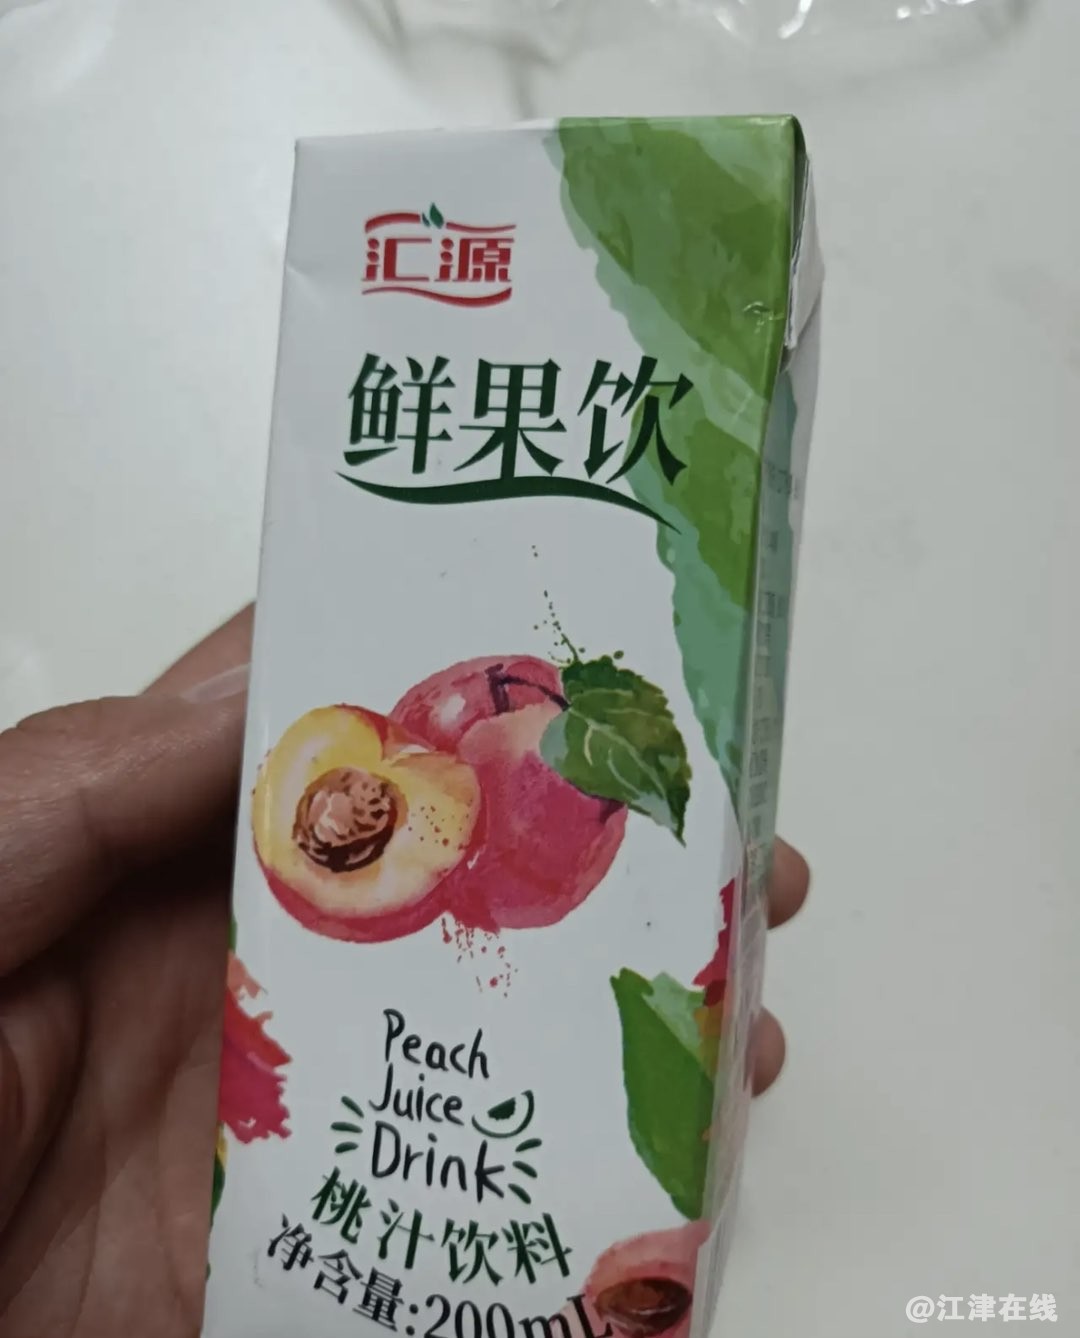 汇源
鲜果饮
Peach
Juice
Drink
桃汁饮料
净含量:200mL
@江津在线